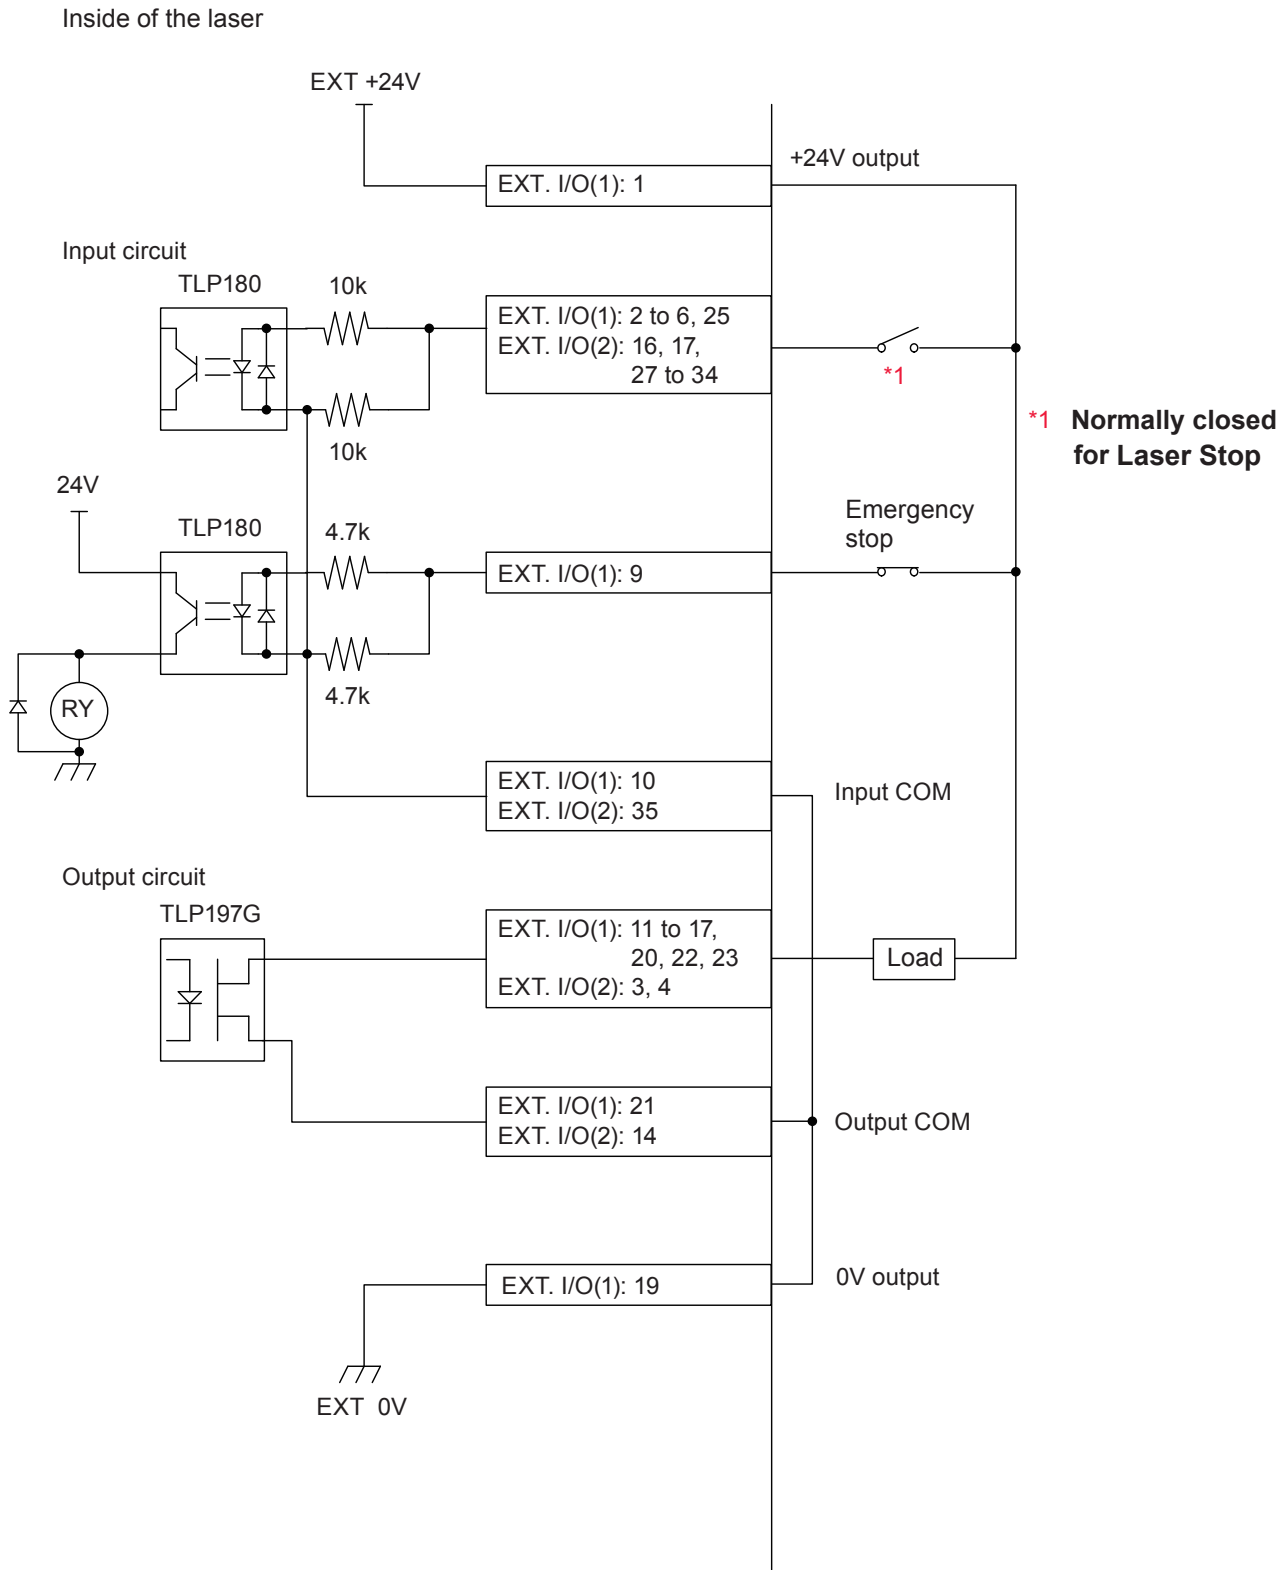 Inside of the laser
EXT +24V
+24V output
EXT. I/O(1): 1
Input circuit
TLP180
10k
EXT. I/O(1): 2 to 6, 25
EXT. I/O(2): 16, 17,
27 to 34
*1
10k
*1 Normally closed
for Laser Stop
24V
TLP180
4.7k
Emergency
stop
EXT. I/O(1): 9
4.7k
RY
EXT. I/O(1): 10
EXT. I/O(2): 35
Input COM
Output circuit
TLP197G
EXT. I/O(1): 11 to 17,
20, 22, 23
EXT. I/O(2): 3, 4
Load
EXT. I/O(1): 21
EXT. I/O(2): 14
Output COM
EXT. I/O(1): 19
0V output
EXT 0V